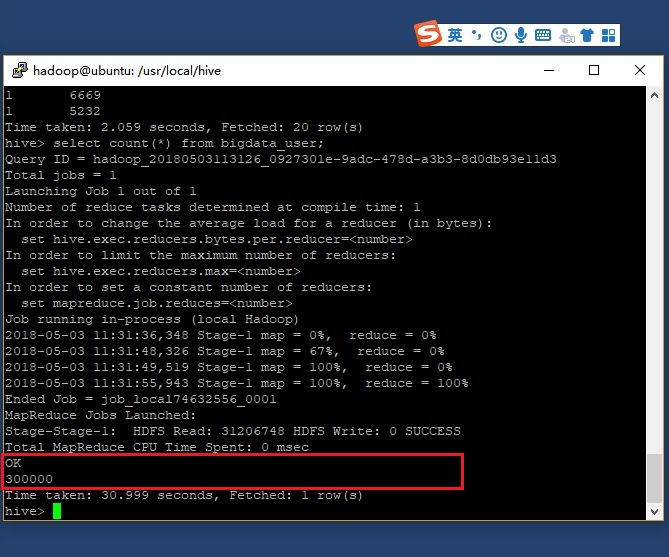 英
hadoop@ubuntu: /usr/local/hive
1 6669
1 5232
Time taken: 2.059 seconds, Fetched: 20 row(s)
hive> select count(*) from bigdata_user;
Query ID = hadoop_20180503113126_0927301e-9adc-478d-a3b3-8d0db93e11d3
Total jobs = 1
Launching Job 1 out of 1
Number of reduce tasks determined at compile time: 1
In order to change the average load for a reducer (in bytes):
set hive.exec.reducers.bytes.per.reducer=<number>
In order to limit the maximum number of reducers:
set hive.exec.reducers.max=<number>
In order to set a constant number of reducers:
set mapreduce.job.reduces=<number>
Job running in-process (local Hadoop)
2018-05-03 11:31:36,348 Stage-1 map = 0%, reduce = 0%
2018-05-03 11:31:48,326 Stage-1 map = 67%, reduce = 0%
2018-05-03 11:31:49,519 Stage-1 map = 100%, reduce = 0%
2018-05-03 11:31:55,943 Stage-1 map = 100%, reduce = 100%
Ended Job = job_local74632556_0001
MapReduce Jobs Launched:
Stage-Stage-1: HDFS Read: 31206748 HDFS Write: 0 SUCCESS
Total MapReduce CPU Time Spent: 0 msec
OK
300000
Time taken: 30.999 seconds, Fetched: 1 row(s)
hive>